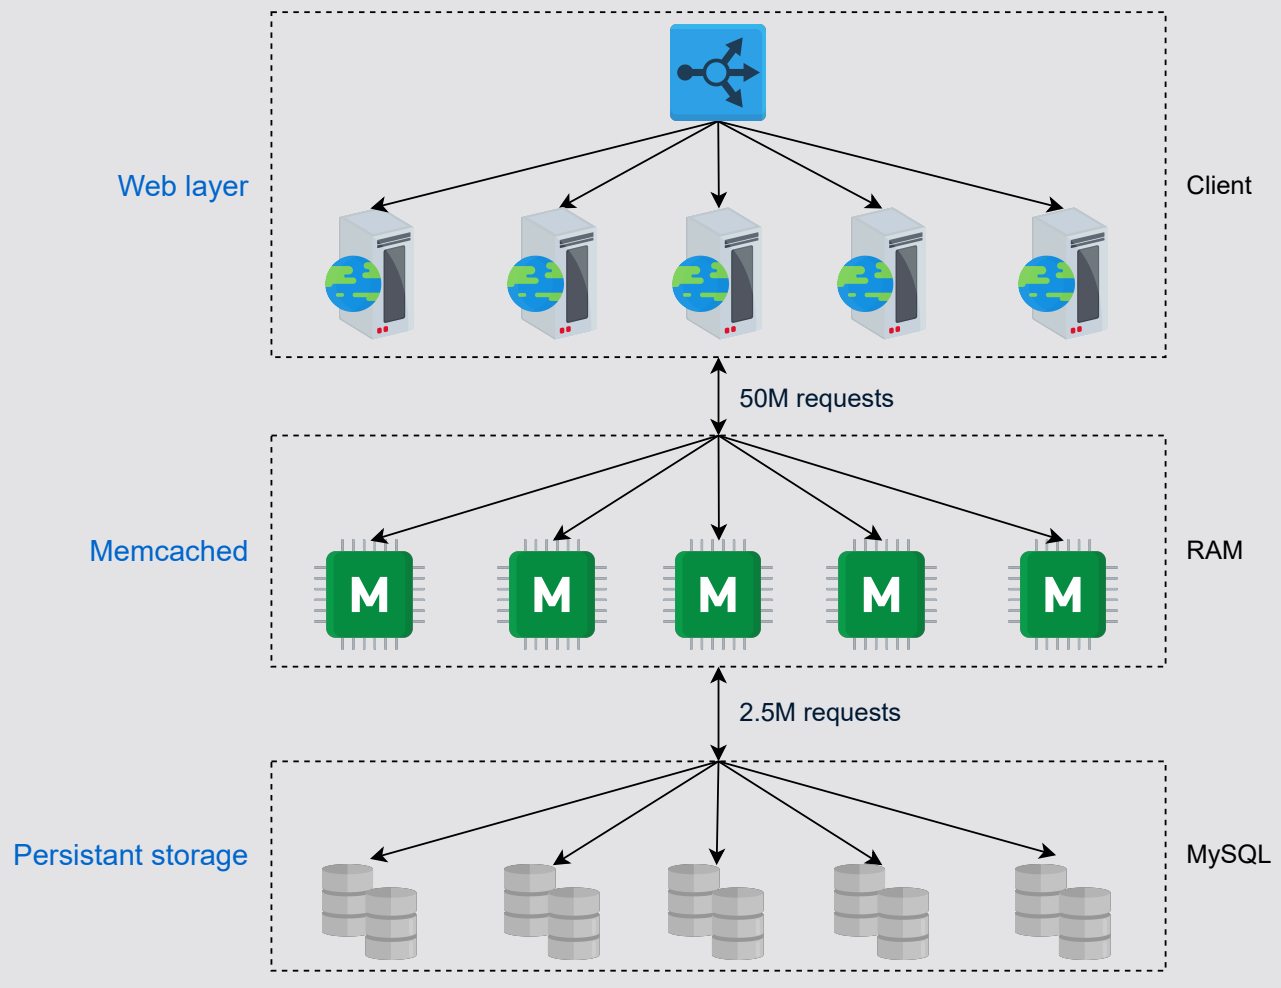 Web layer
Client
50M requests
Memcached
RAM
M M M M M
2.5M requests
Persistant storage
MySQL